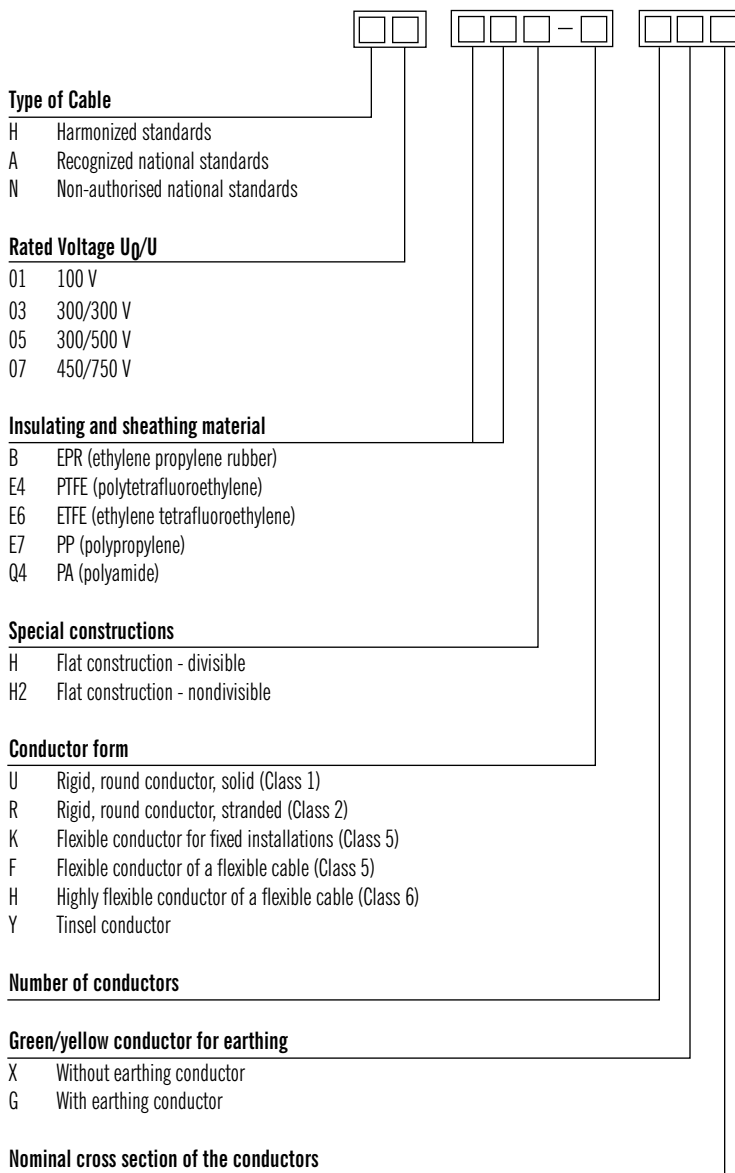 Type of Cable
H Harmonized standards
A Recognized national standards
N Non-authorised national standards
Rated Voltage U0/U
01 100 V
03 300/300 V
05 300/500 V
07 450/750 V
Insulating and sheathing material
B EPR (ethylene propylene rubber)
E4 PTFE (polytetrafluoroethylene)
E6 ETFE (ethylene tetrafluoroethylene)
E7 PP (polypropylene)
Q4 PA (polyamide)
Special constructions
H Flat construction - divisible
H2 Flat construction - nondivisible
Conductor form
U Rigid, round conductor, solid (Class 1)
R Rigid, round conductor, stranded (Class 2)
K Flexible conductor for fixed installations (Class 5)
F Flexible conductor of a flexible cable (Class 5)
H Highly flexible conductor of a flexible cable (Class 6)
Y Tinsel conductor
Number of conductors
Green/yellow conductor for earthing
X Without earthing conductor
G With earthing conductor
Nominal cross section of the conductors